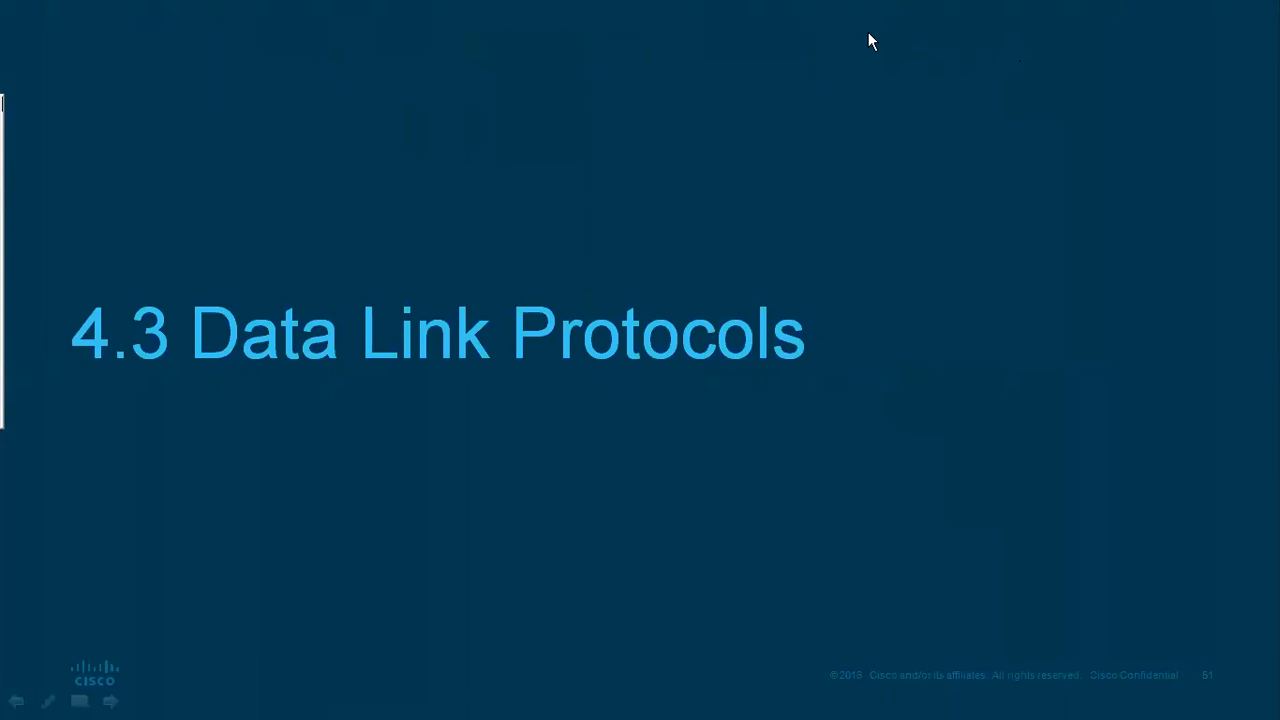 4.3 Data Link Protocols
CISCO
©2016 Cisco and/or its affiliates. All rights reserved. Cisco Confidential 51